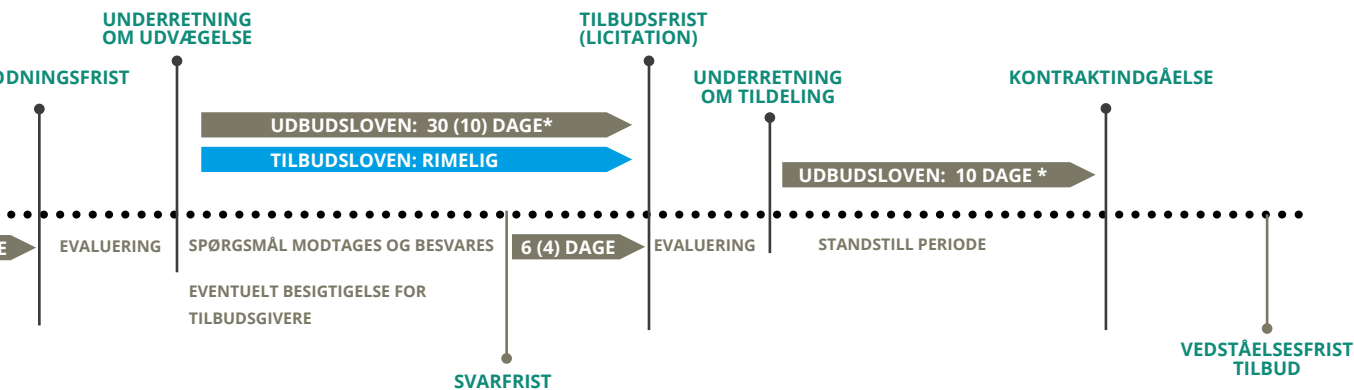 UNDERRETNING
OM UDVÆGELSE
TILBUDSFRIST
(LICITATION)
ODNINGSFRIST
UNDERRETNING
OM TILDELING
KONTRAKTINDGÅELSE
UDBUDSLOVEN: 30 (10) DAGE*
TILBUDSLOVEN: RIMELIG
UDBUDSLOVEN: 10 DAGE *
E
EVALUERING
SPØRGSMÅL MODTAGES OG BESVARES
6 (4) DAGE
EVALUERING
STANDSTILL PERIODE
EVENTUELT BESIGTIGELSE FOR
TILBUDSGIVERE
SVARFRIST
VEDSTÅELSESFRIST
TILBUD